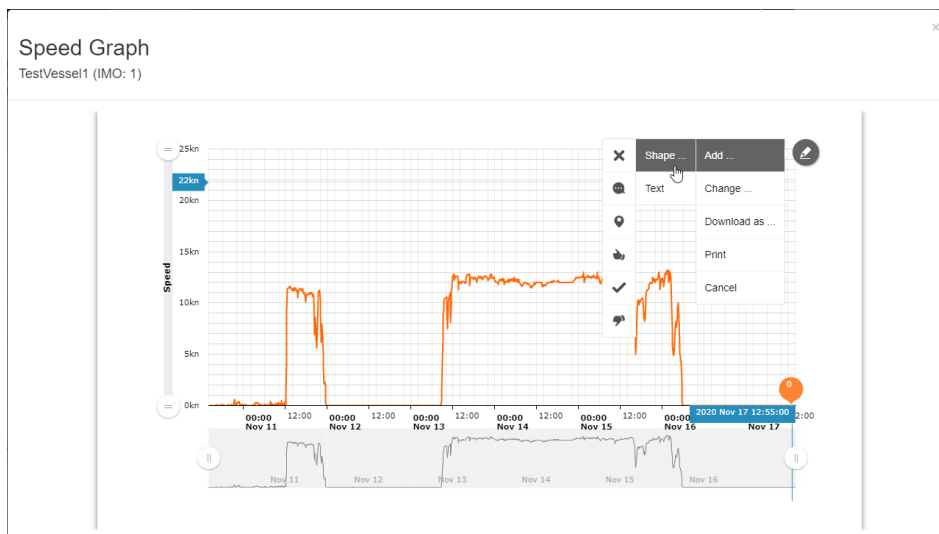 Speed Graph
TestVessel1 (IMO: 1)
25kn
22kn
20kn
15kn
10kn
5kn
0kn
Speed
Shape ...
Text
Add ...
Change ...
Download as ...
Print
Cancel
0
2020 Nov 17 12:55:00
00:00 12:00 00:00 12:00 00:00 12:00 00:00 12:00 00:00 12:00 00:00 2:00
Nov 11 Nov 12 Nov 13 Nov 14 Nov 15 Nov 16 Nov 17
Nov 11 Nov 12 Nov 13 Nov 14 Nov 15 Nov 16